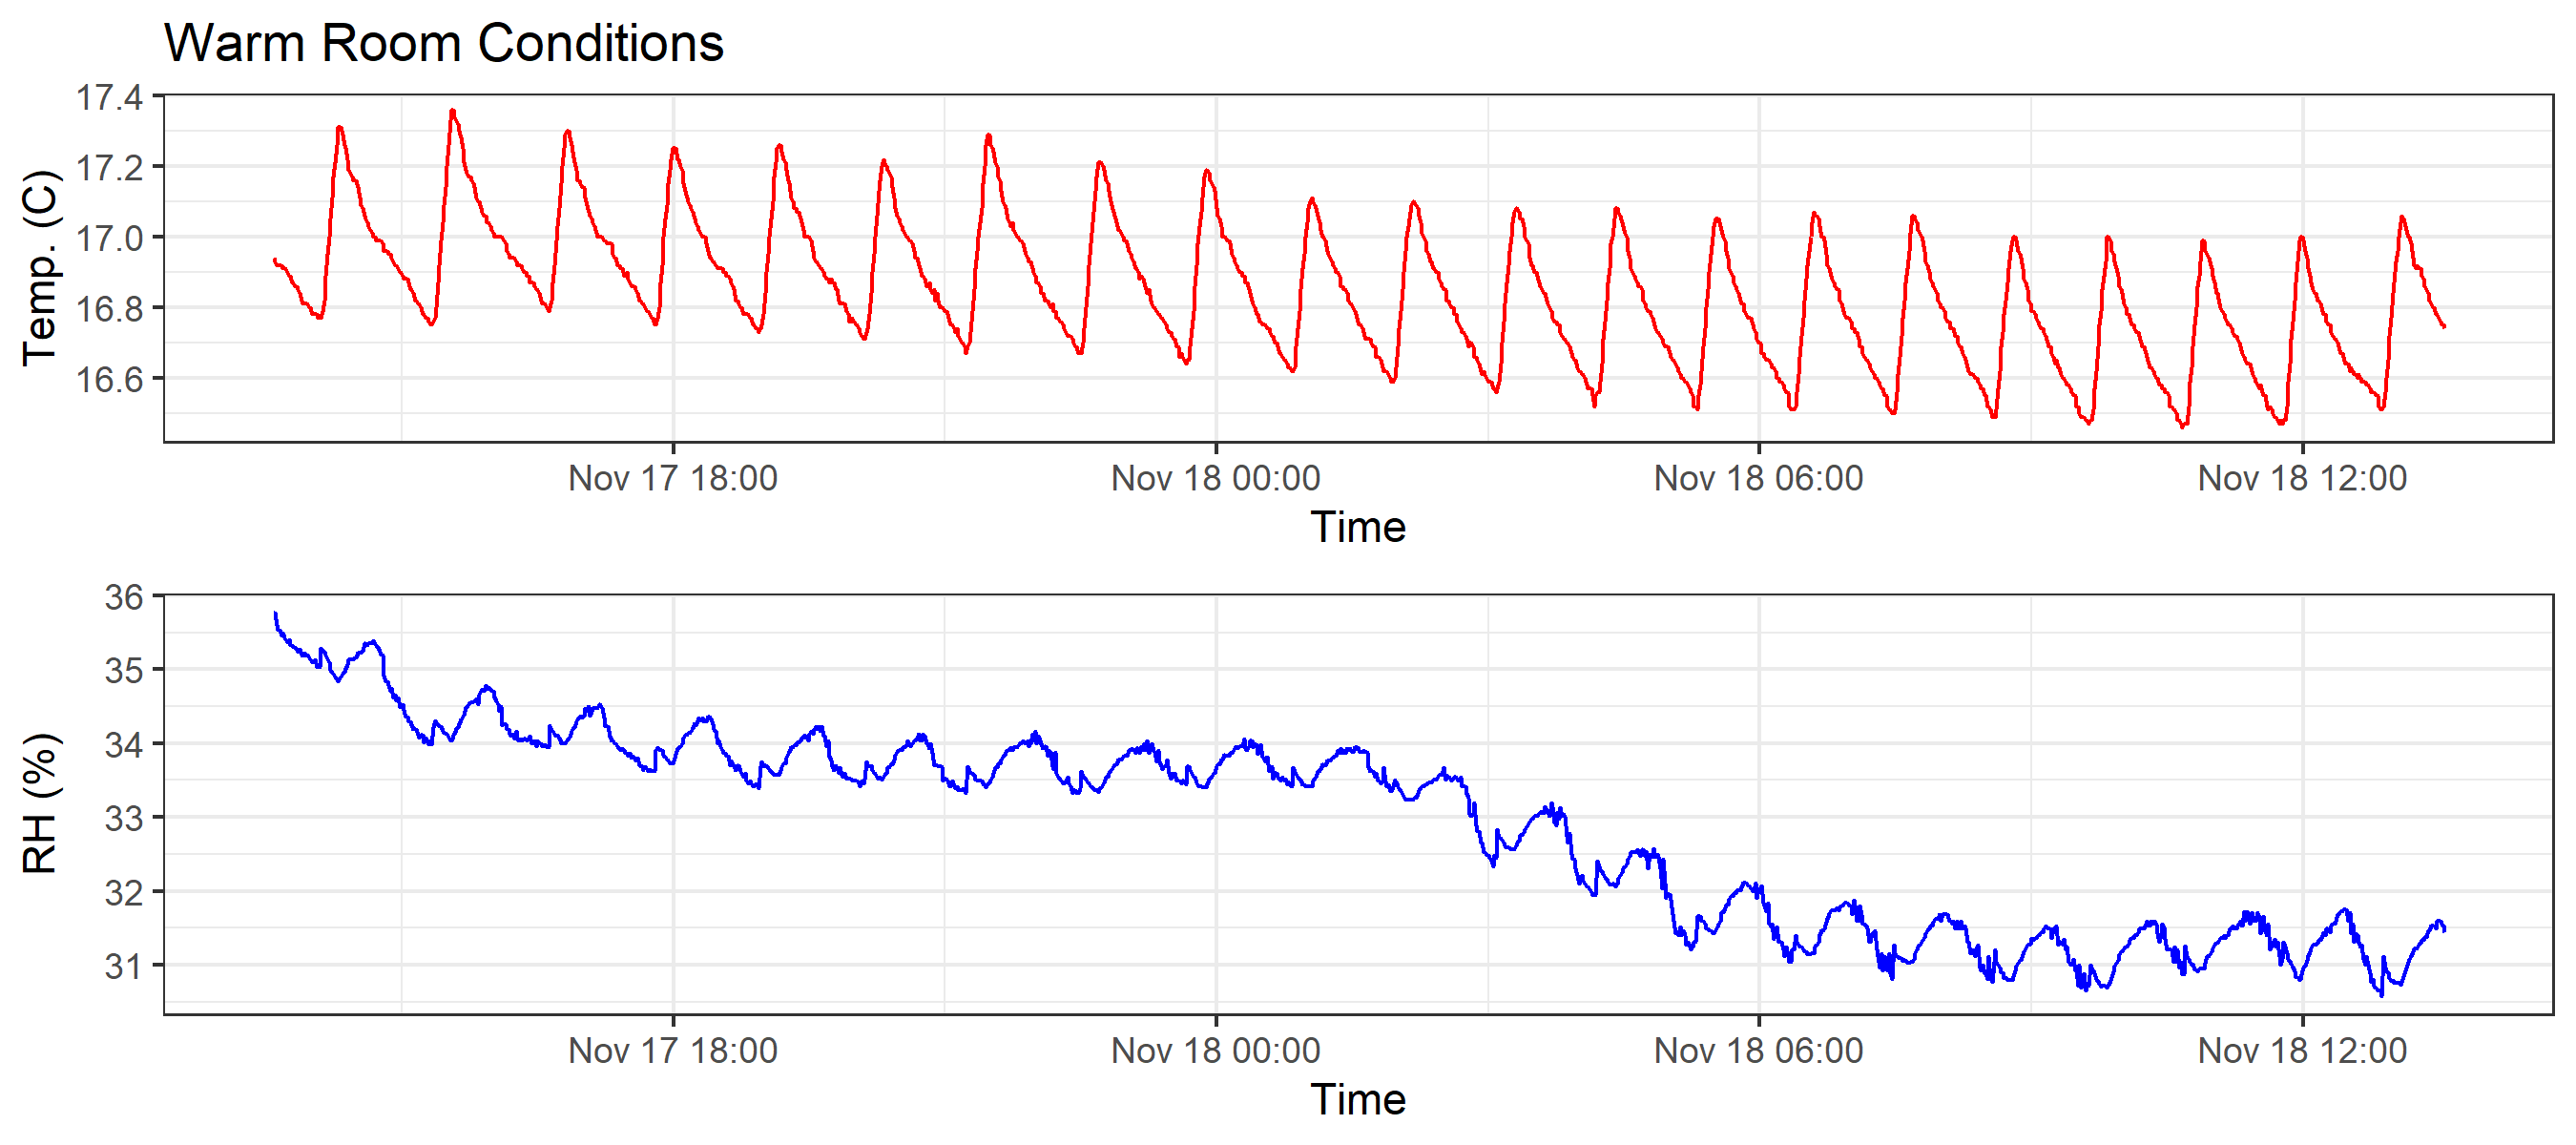 Warm Room Conditions
17.4
17.2
17.0
16.8
16.6
Temp. (C)
Nov 17 18:00 Nov 18 00:00 Nov 18 06:00 Nov 18 12:00
Time
36
35
34
33
32
31
RH (%)
Nov 17 18:00 Nov 18 00:00 Nov 18 06:00 Nov 18 12:00
Time